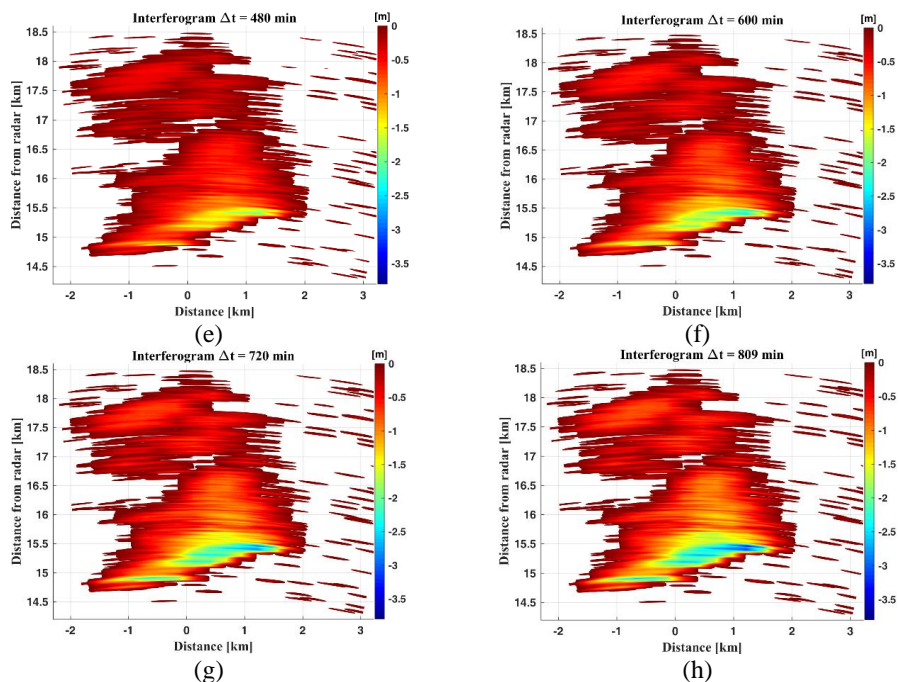 Interferogram Δt = 480 min
[m]
Distance from radar [km]
18.5
18
17.5
17
16.5
16
15.5
15
14.5
0
-0.5
-1
-1.5
-2
-2.5
-3
-3.5
-2 -1 0 1 2 3
Distance [km]
(e)
Interferogram Δt = 600 min
[m]
Distance from radar [km]
18.5
18
17.5
17
16.5
16
15.5
15
14.5
0
-0.5
-1
-1.5
-2
-2.5
-3
-3.5
-2 -1 0 1 2 3
Distance [km]
(f)
Interferogram Δt = 720 min
[m]
Distance from radar [km]
18.5
18
17.5
17
16.5
16
15.5
15
14.5
0
-0.5
-1
-1.5
-2
-2.5
-3
-3.5
-2 -1 0 1 2 3
Distance [km]
(g)
Interferogram Δt = 809 min
[m]
Distance from radar [km]
18.5
18
17.5
17
16.5
16
15.5
15
14.5
0
-0.5
-1
-1.5
-2
-2.5
-3
-3.5
-2 -1 0 1 2 3
Distance [km]
(h)